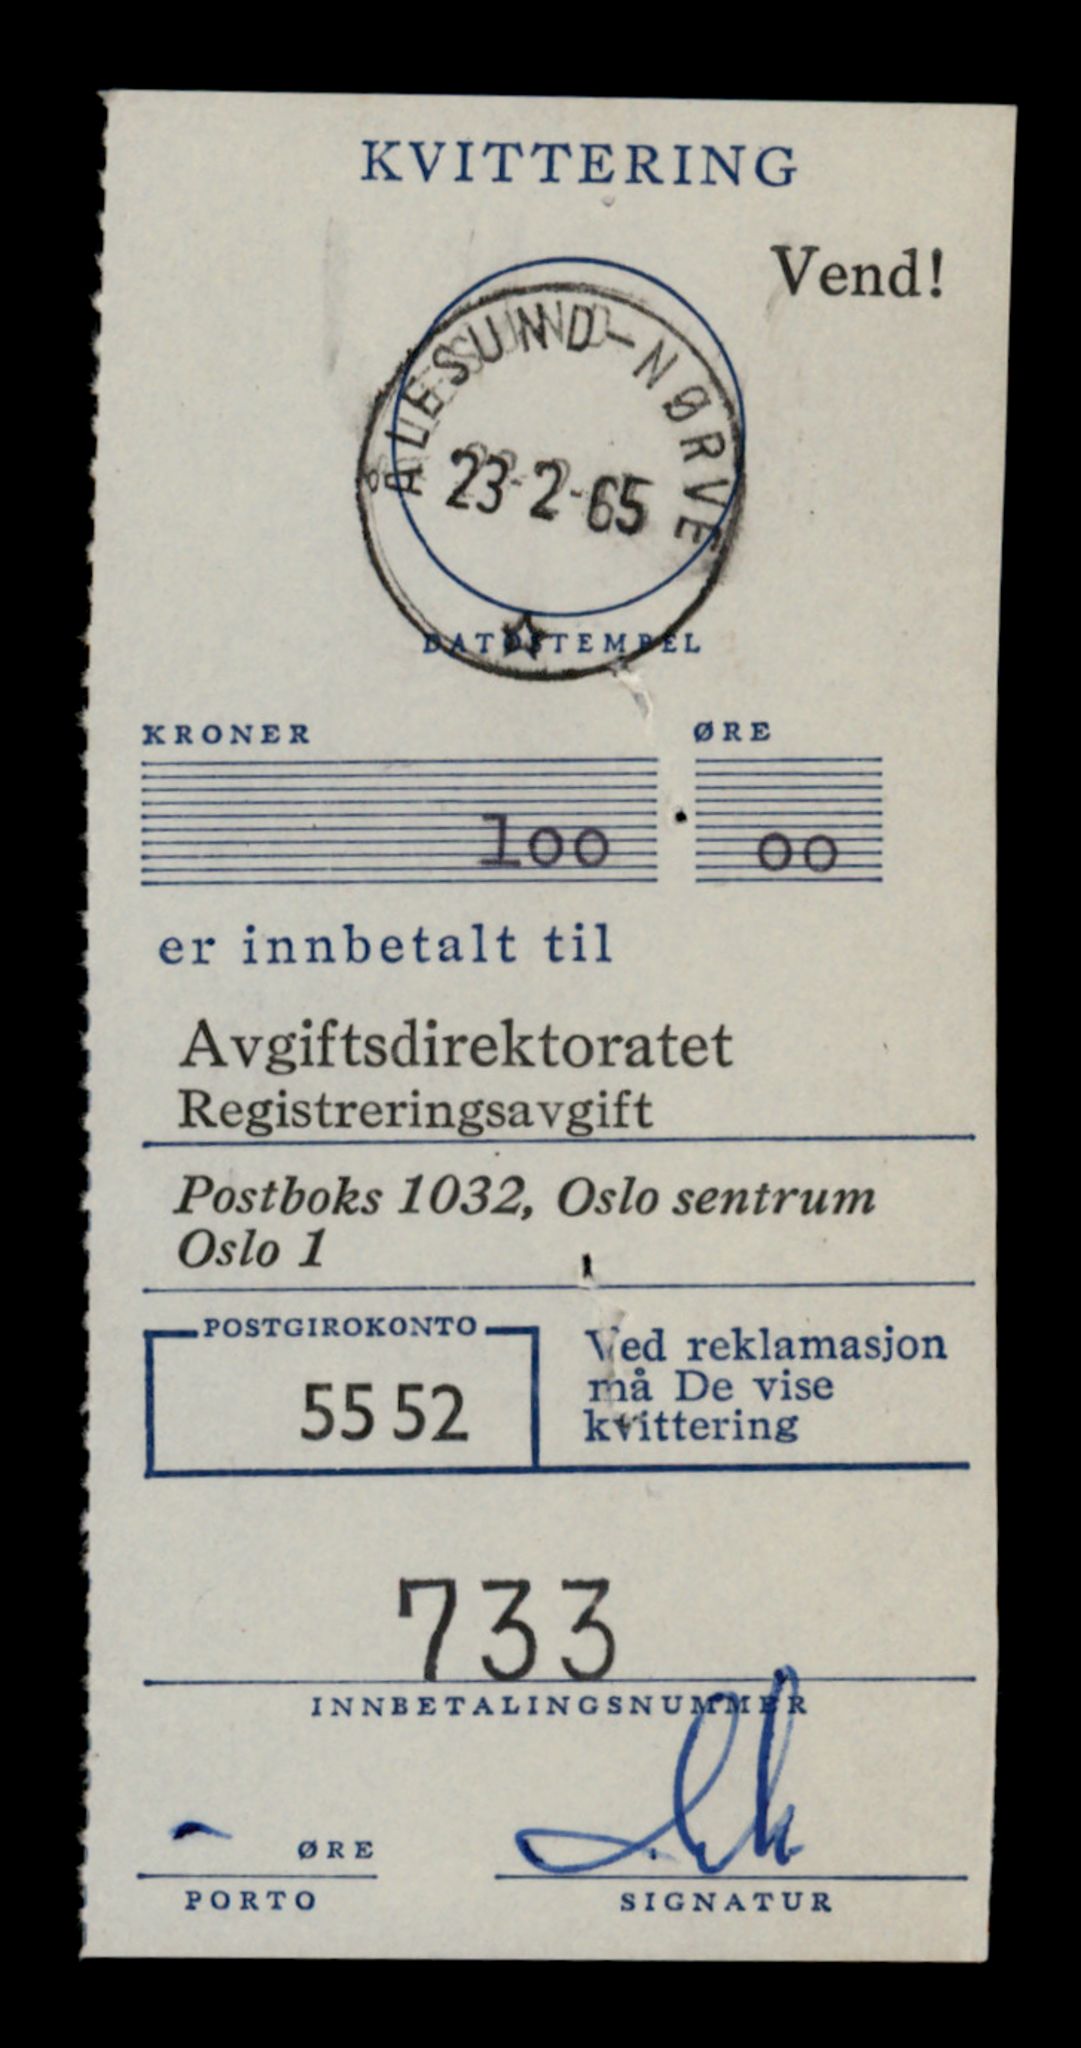 KVITTERING
Vend!
ÅLESUND-NØRVE
23-2-65
DATOSTEMPEL
KRONER ØRE
100 00
er innbetalt til
Avgiftsdirektoratet
Registreringsavgift
Postboks 1032, Oslo sentrum
Oslo 1
POSTGIROKONTO
55 52
Ved reklamasjon
må De vise
kvittering
733
INNBETALINGSNUMMER
- ØRE
PORTO
SIGNATUR